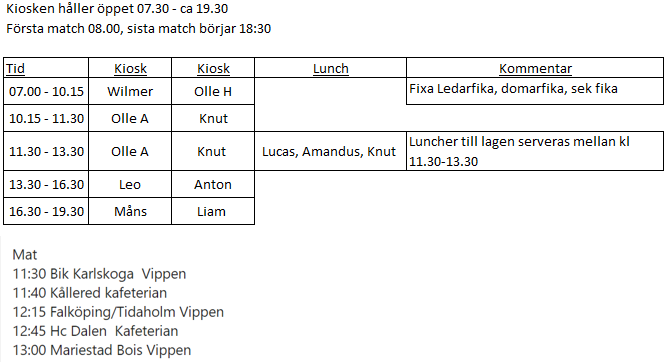 Kiosken håller öppet 07.30 - ca 19.30
Första match 08.00, sista match börjar 18:30
Tid Kiosk Kiosk Lunch Kommentar
07.00 - 10.15 Wilmer Olle H Fixa Ledarfika, domarfika, sek fika
10.15 - 11.30 Olle A Knut
11.30 - 13.30 Olle A Knut Lucas, Amandus, Knut Luncher till lagen serveras mellan kl
11.30-13.30
13.30 - 16.30 Leo Anton
16.30 - 19.30 Måns Liam
Mat
11:30 Bik Karlskoga Vippen
11:40 Kållered kafeterian
12:15 Falköping/Tidaholm Vippen
12:45 Hc Dalen Kafeterian
13:00 Mariestad Bois Vippen